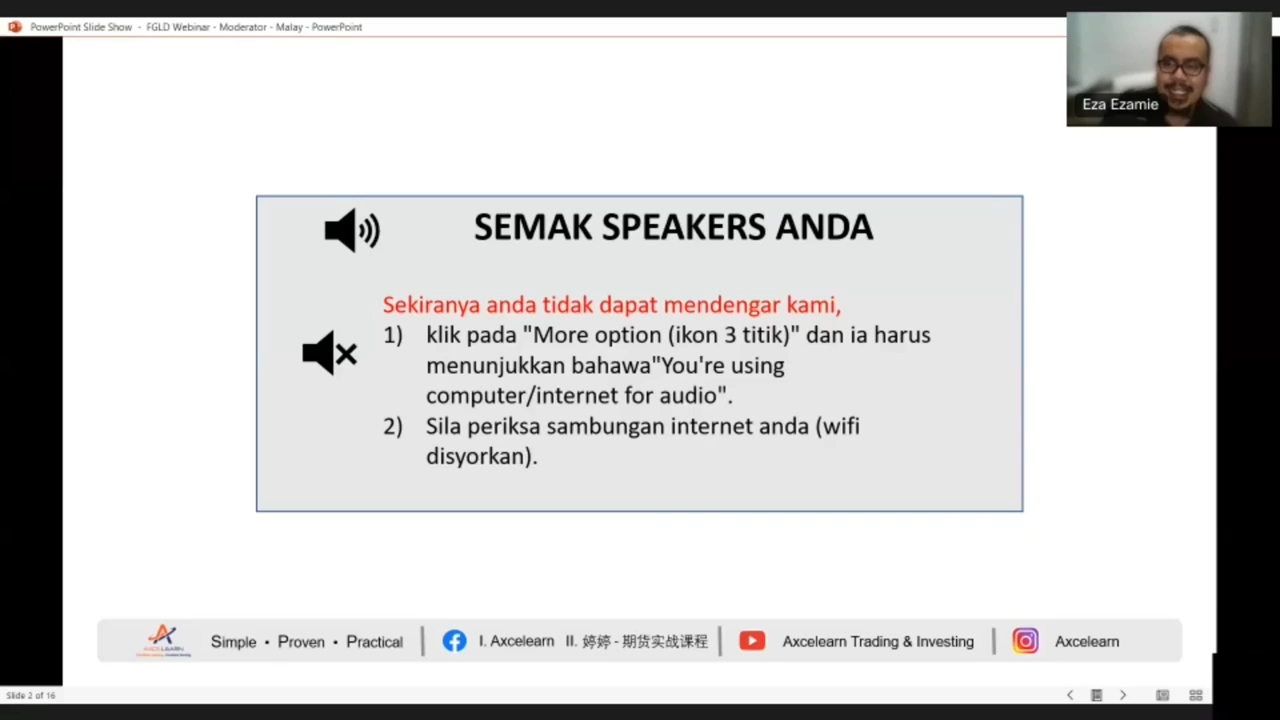 PowerPoint Slide Show - FGLD Webinar - Moderator - Malay - PowerPoint
Eza Ezamie
SEMAK SPEAKERS ANDA
Sekiranya anda tidak dapat mendengar kami,
1) klik pada "More option (ikon 3 titik)" dan ia harus
menunjukkan bahawa"You're using
computer/internet for audio".
2) Sila periksa sambungan internet anda (wifi
disyorkan).
Simple • Proven • Practical
I. Axcelearn II. 婷婷 - 期货实战课程
Axcelearn Trading & Investing
Axcelearn
Slide 2 of 16